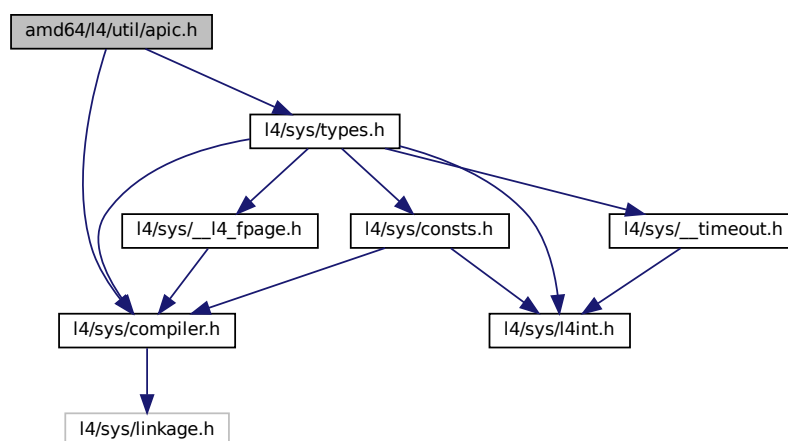 amd64/l4/util/apic.h
l4/sys/types.h
l4/sys/__l4_fpage.h
l4/sys/consts.h
l4/sys/__timeout.h
l4/sys/compiler.h
l4/sys/l4int.h
l4/sys/linkage.h